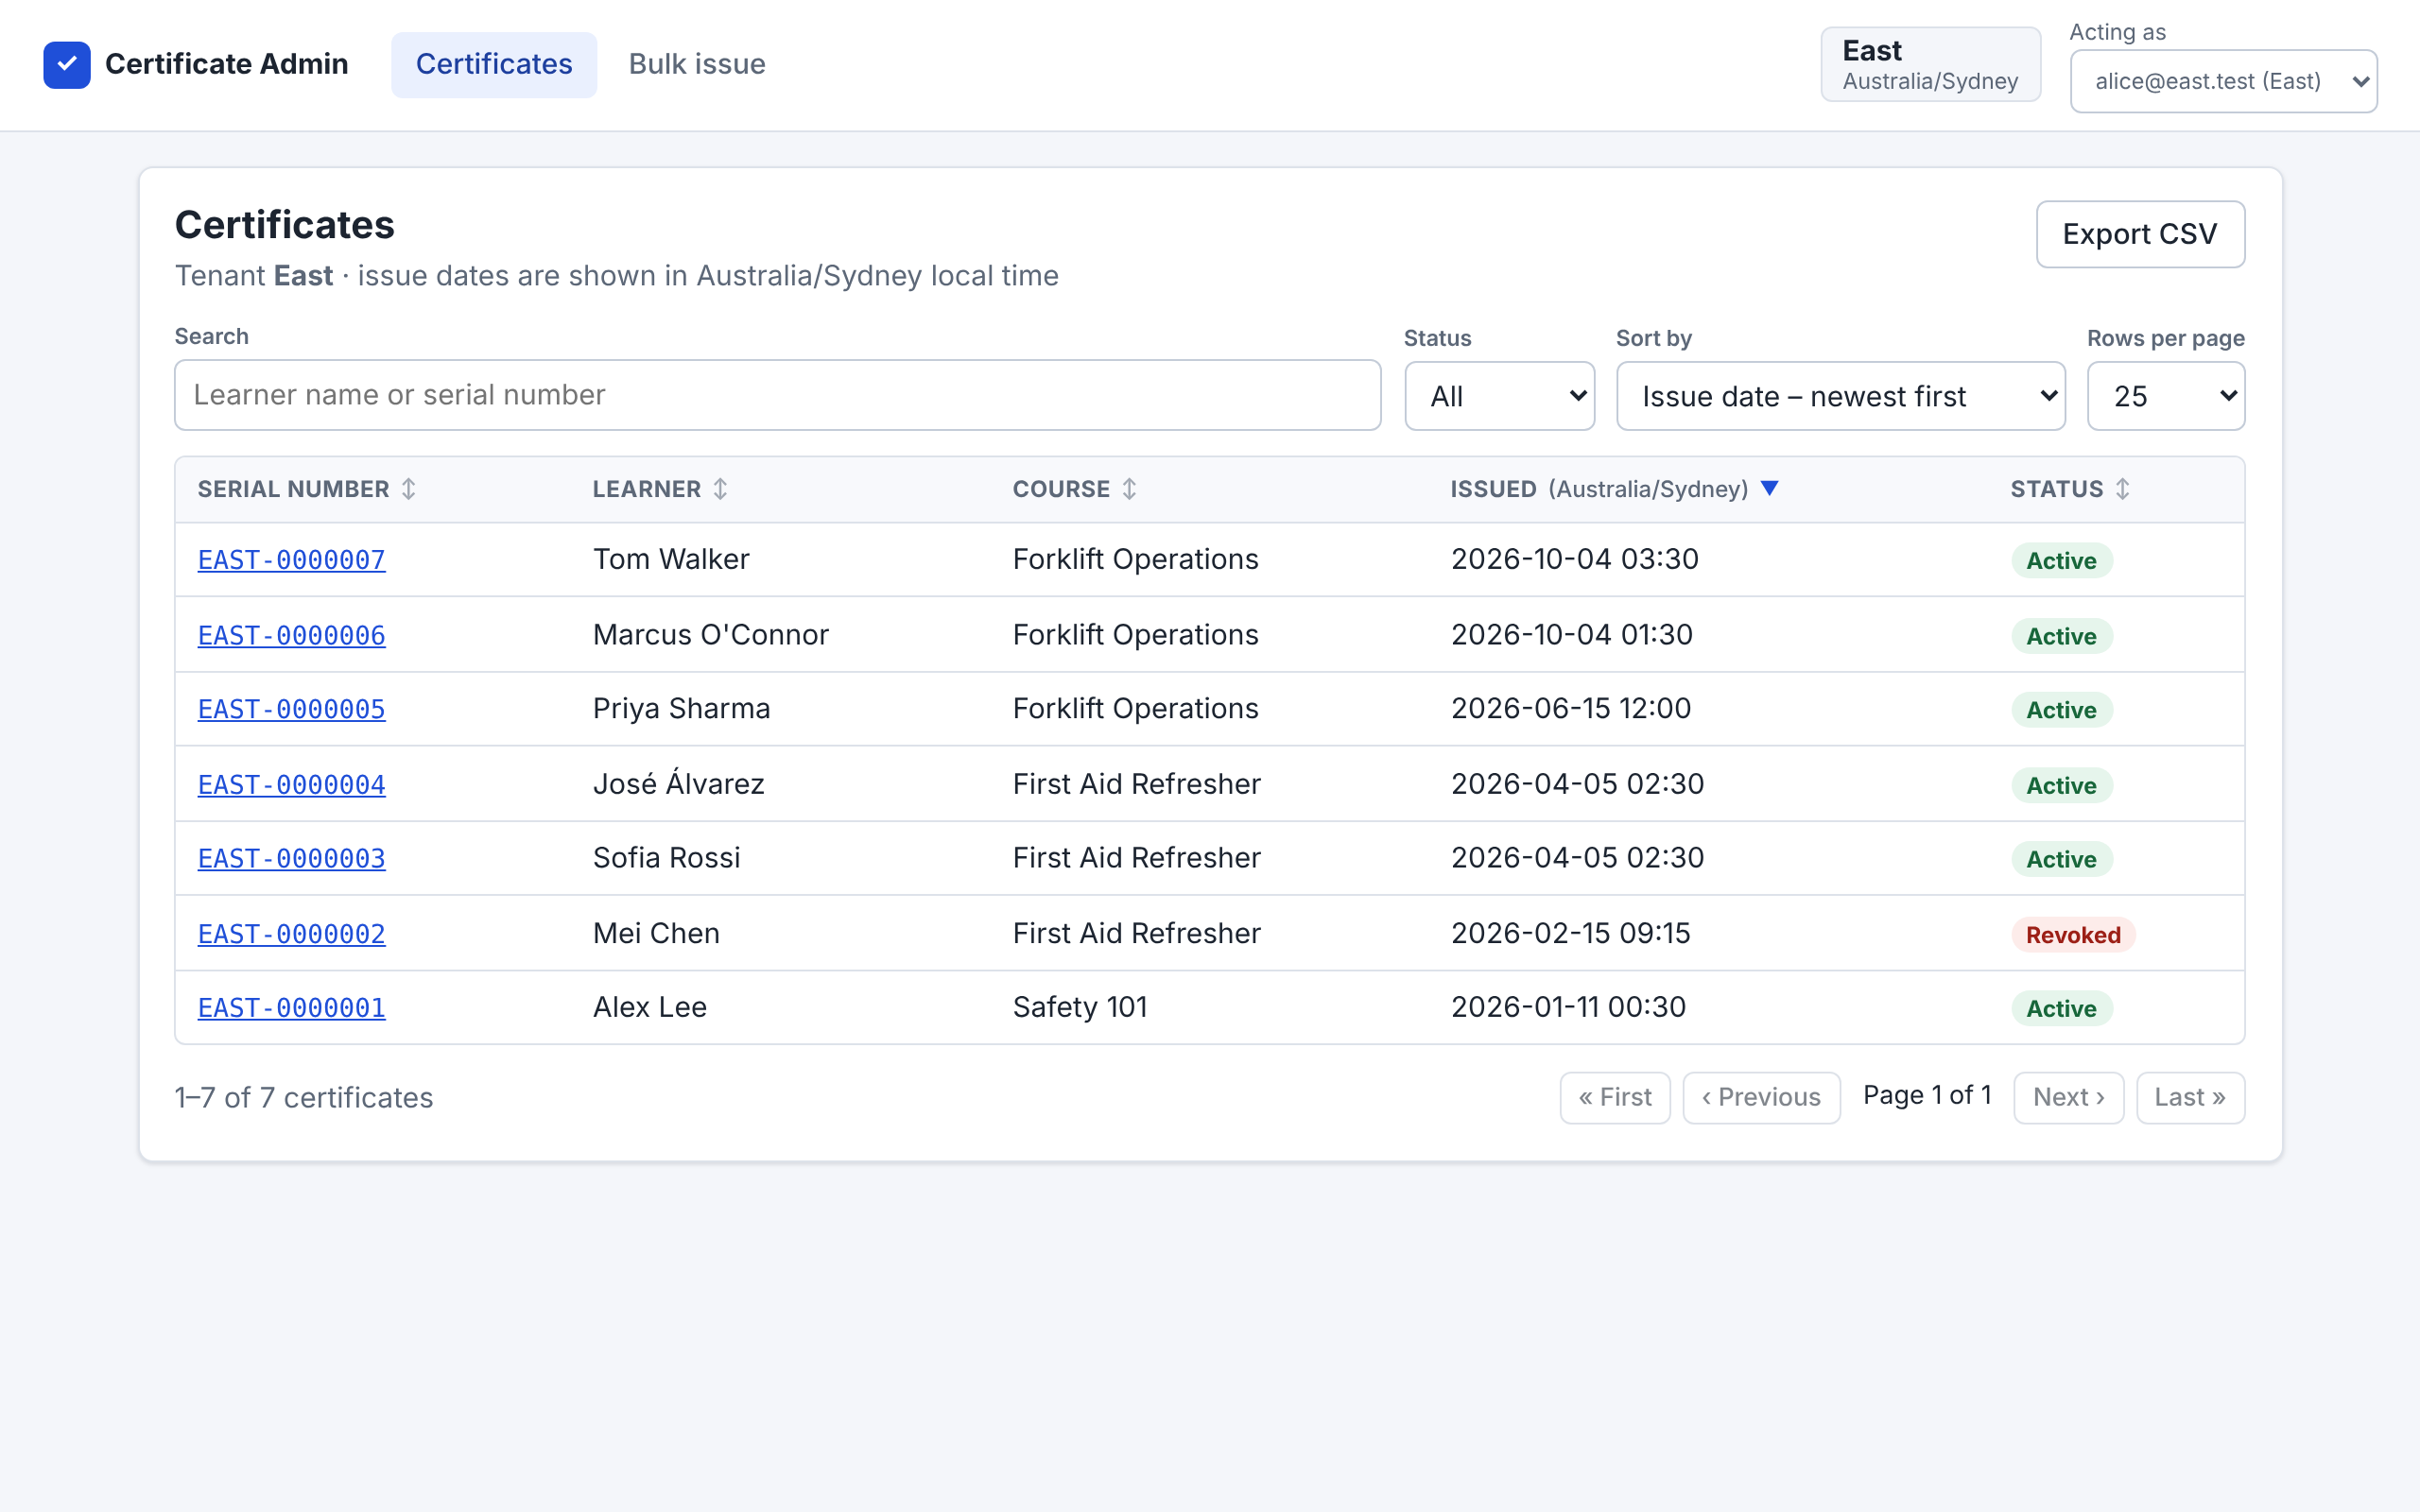 Certificate Admin
Certificates
Bulk issue
East
Australia/Sydney
Acting as
alice@east.test (East)
Certificates
Export CSV
Tenant East · issue dates are shown in Australia/Sydney local time
Search
Status
Sort by
Rows per page
Learner name or serial number
All
Issue date – newest first
25
SERIAL NUMBER ↕ LEARNER ↕ COURSE ↕ ISSUED (Australia/Sydney) ▼ STATUS ↕
EAST-0000007 Tom Walker Forklift Operations 2026-10-04 03:30 Active
EAST-0000006 Marcus O'Connor Forklift Operations 2026-10-04 01:30 Active
EAST-0000005 Priya Sharma Forklift Operations 2026-06-15 12:00 Active
EAST-0000004 José Álvarez First Aid Refresher 2026-04-05 02:30 Active
EAST-0000003 Sofia Rossi First Aid Refresher 2026-04-05 02:30 Active
EAST-0000002 Mei Chen First Aid Refresher 2026-02-15 09:15 Revoked
EAST-0000001 Alex Lee Safety 101 2026-01-11 00:30 Active
1–7 of 7 certificates
« First
‹ Previous
Page 1 of 1
Next ›
Last »